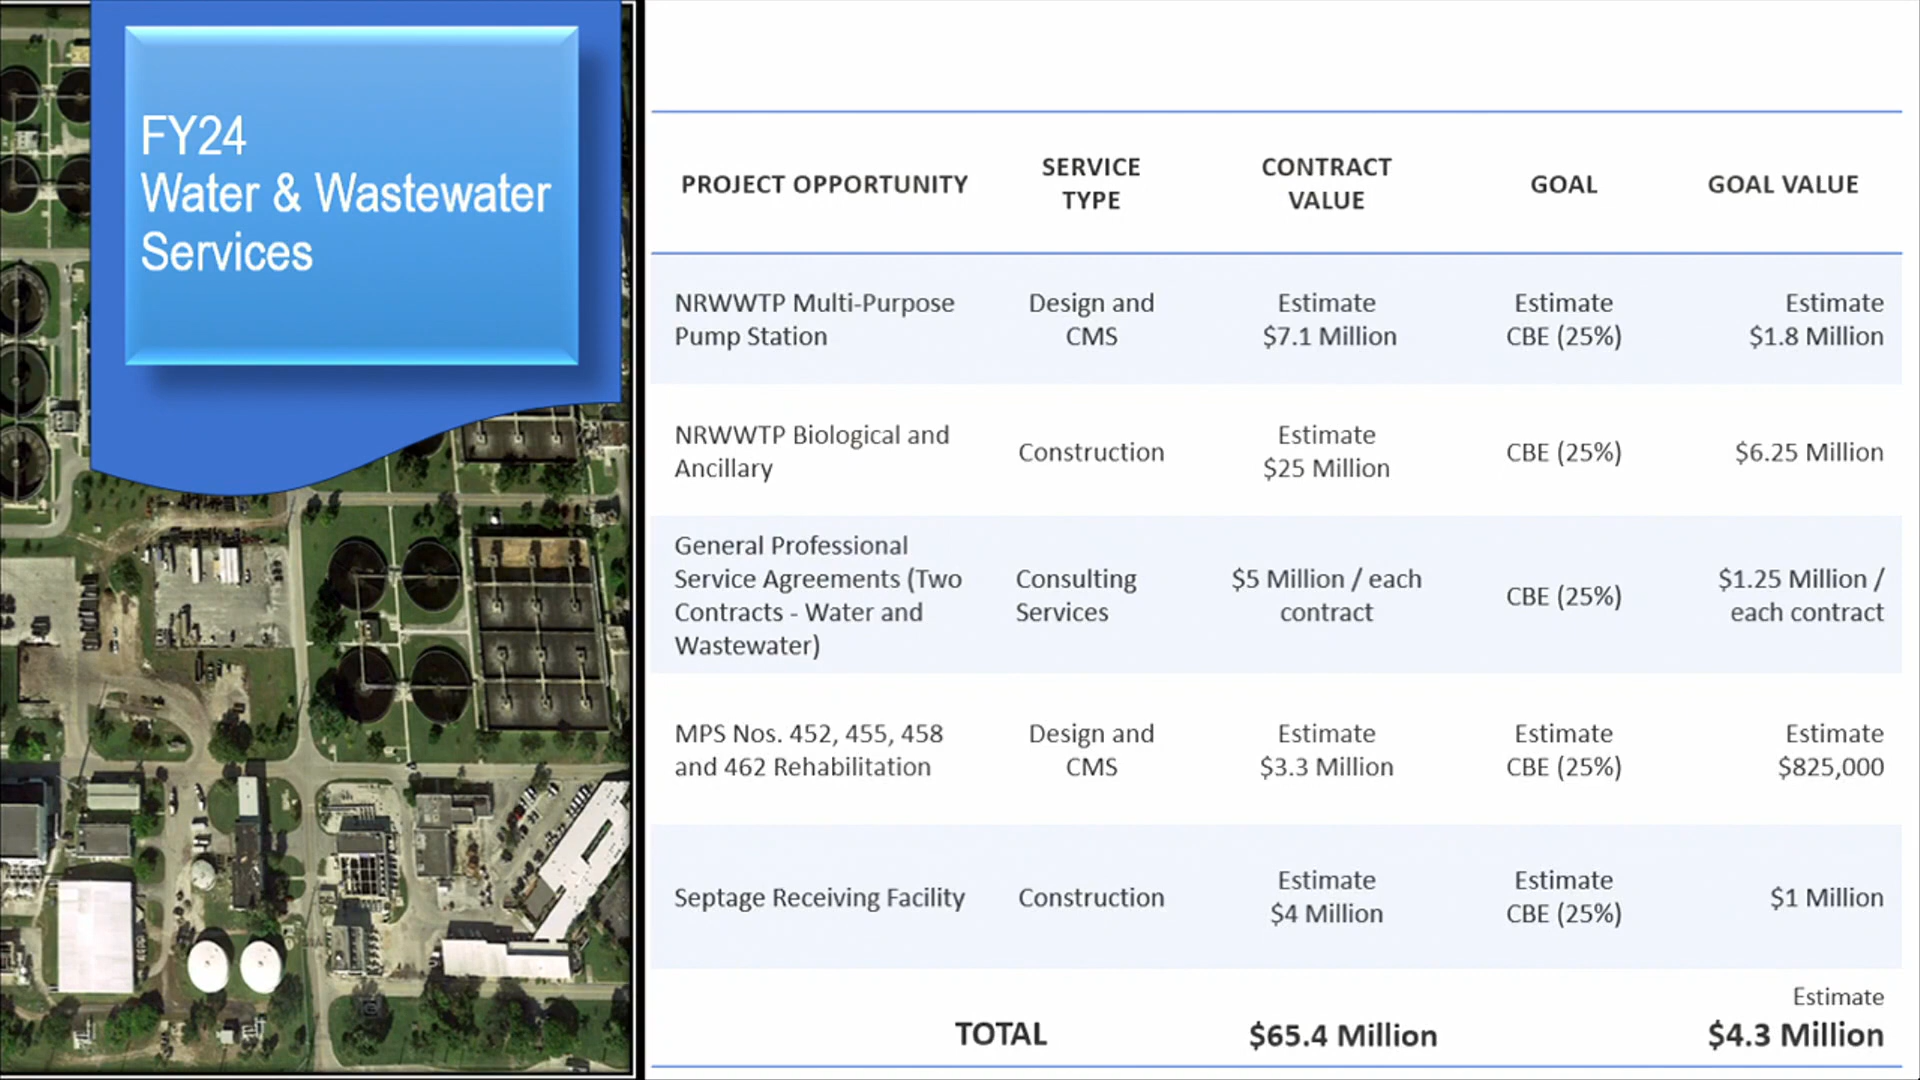 FY24
Water & Wastewater
Services
PROJECT OPPORTUNITY
SERVICE
TYPE
CONTRACT
VALUE
GOAL
GOAL VALUE
NRWWTP Multi-Purpose
Pump Station
Design and
CMS
Estimate
$7.1 Million
Estimate
CBE (25%)
Estimate
$1.8 Million
NRWWTP Biological and
Ancillary
Construction
Estimate
$25 Million
CBE (25%)
$6.25 Million
General Professional
Service Agreements (Two
Contracts - Water and
Wastewater)
Consulting
Services
$5 Million / each
contract
CBE (25%)
$1.25 Million /
each contract
MPS Nos. 452, 455, 458
and 462 Rehabilitation
Design and
CMS
Estimate
$3.3 Million
Estimate
CBE (25%)
Estimate
$825,000
Septage Receiving Facility
Construction
Estimate
$4 Million
Estimate
CBE (25%)
$1 Million
TOTAL
$65.4 Million
Estimate
$4.3 Million